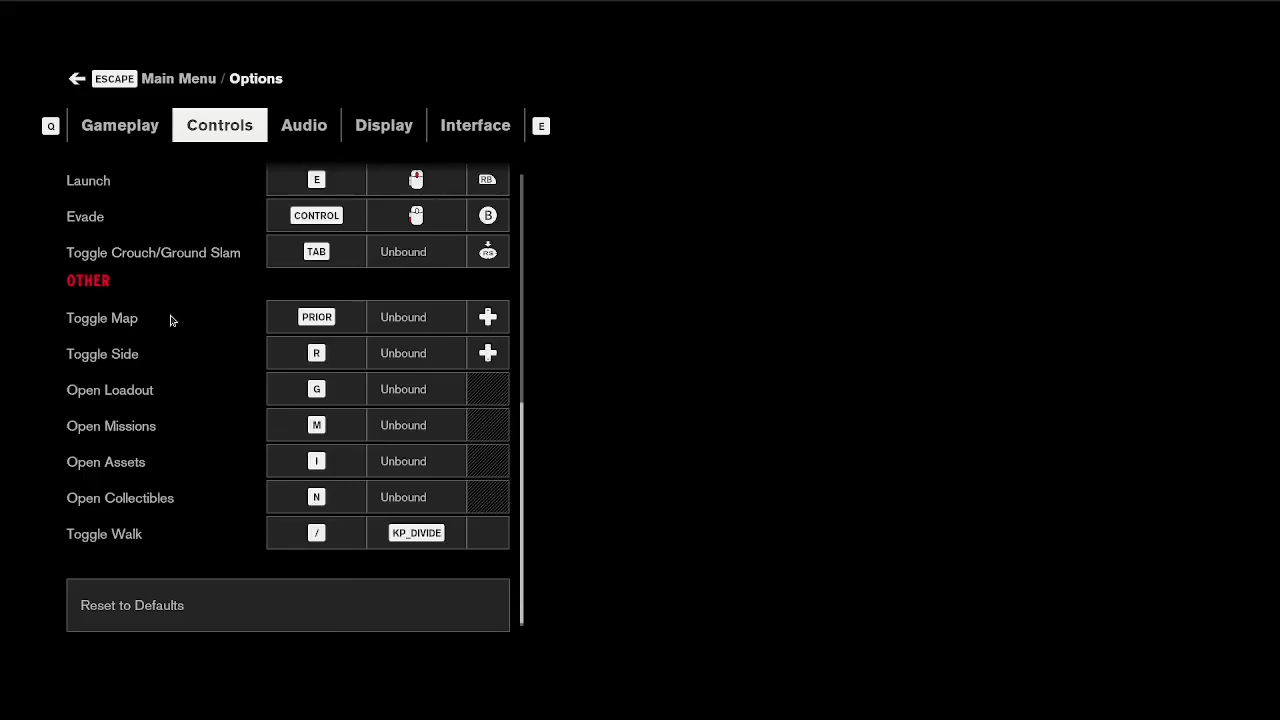 ESCAPE Main Menu / Options
Q Gameplay Controls Audio Display Interface E
Launch E RB
Evade CONTROL B
Toggle Crouch/Ground Slam TAB Unbound RS
OTHER
Toggle Map PRIOR Unbound
Toggle Side R Unbound
Open Loadout G Unbound
Open Missions M Unbound
Open Assets I Unbound
Open Collectibles N Unbound
Toggle Walk / KP_DIVIDE
Reset to Defaults